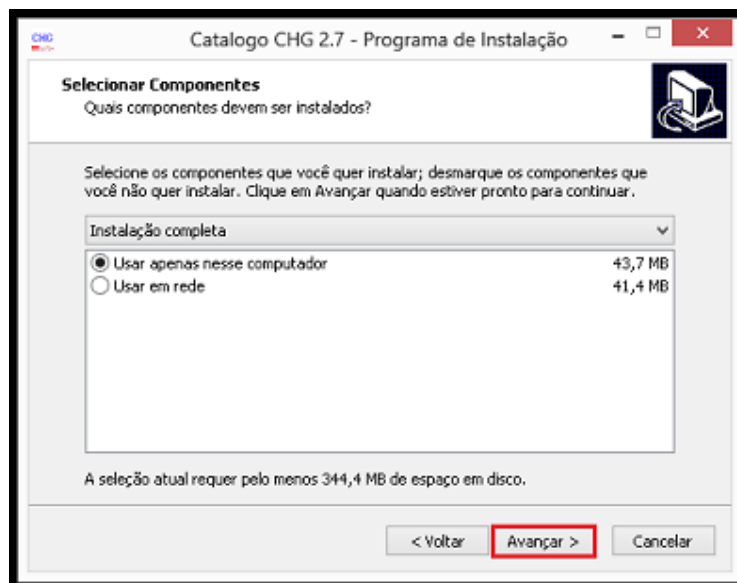 CHG
Catalogo CHG 2.7 - Programa de Instalação
Selecionar Componentes
Quais componentes devem ser instalados?
Selecione os componentes que você quer instalar; desmarque os componentes que
você não quer instalar. Clique em Avançar quando estiver pronto para continuar.
Instalação completa
Usar apenas nesse computador 43,7 MB
Usar em rede 41,4 MB
A seleção atual requer pelo menos 344,4 MB de espaço em disco.
< Voltar Avançar > Cancelar